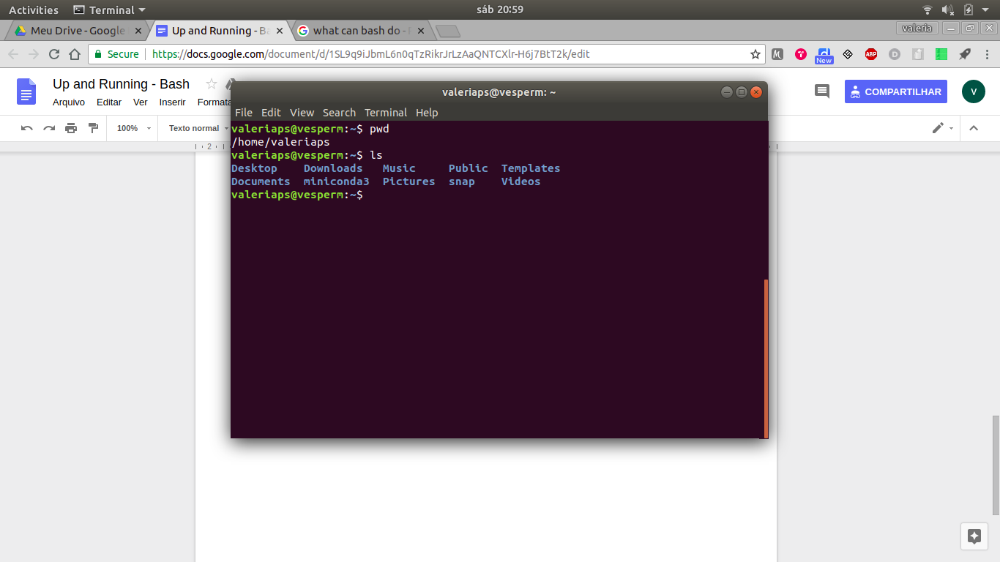 Activities Terminal sáb 20:59
Meu Drive - Google Up and Running - Ba what can bash do - valeria
Secure https://docs.google.com/document/d/1SL9q9iJbmL6n0qTzRikrJrLzAaQNTCXlr-H6j7BtT2k/edit ABP D New
Up and Running - Bash
Arquivo Editar Ver Inserir Formata COMPARTILHAR V
100% Texto normal
2
valeriaps@vesperm: ~
File Edit View Search Terminal Help
valeriaps@vesperm:~$ pwd
/home/valeriaps
valeriaps@vesperm:~$ ls
Desktop Downloads Music Public Templates
Documents miniconda3 Pictures snap Videos
valeriaps@vesperm:~$